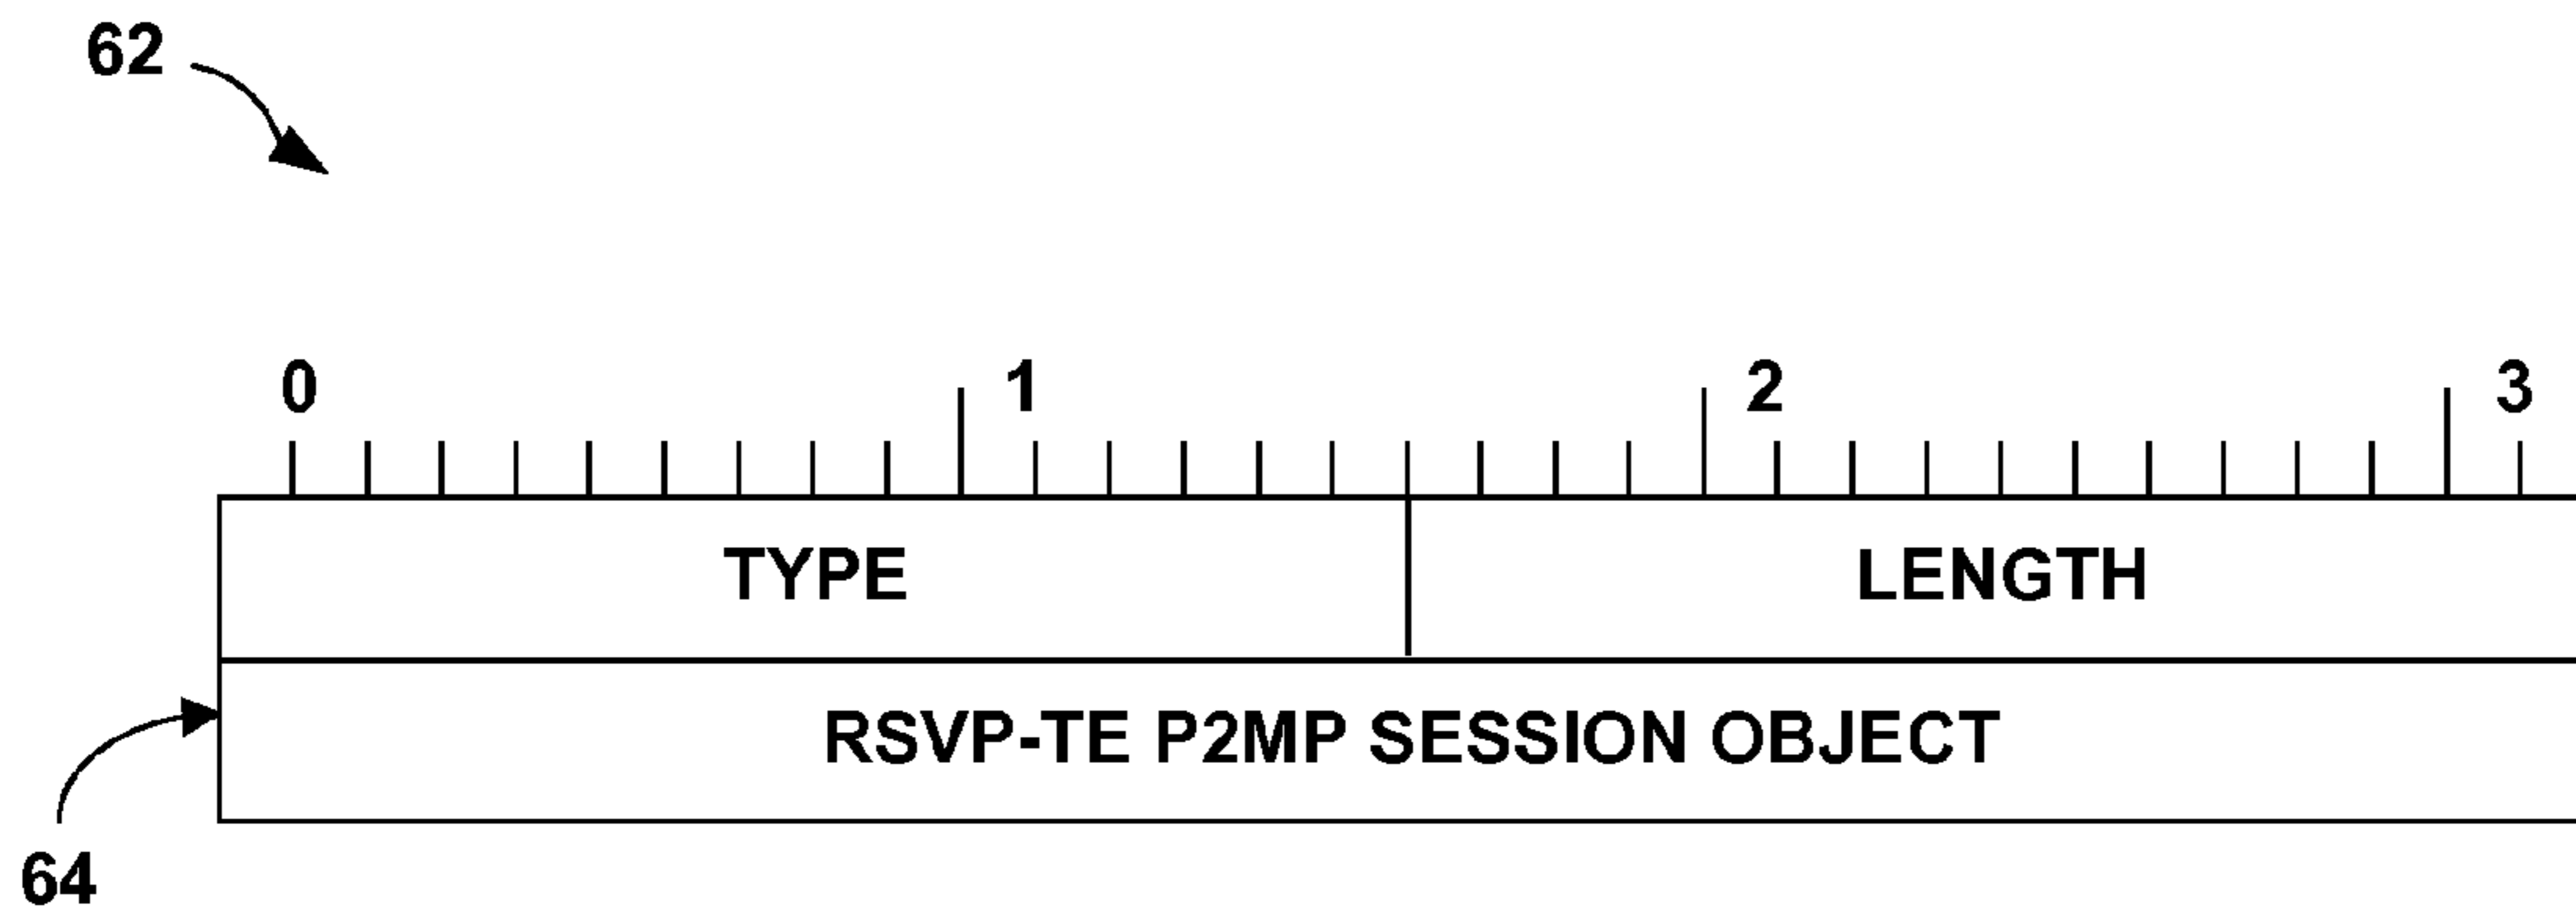 62
0 1 2 3
TYPE LENGTH
RSVP-TE P2MP SESSION OBJECT
64